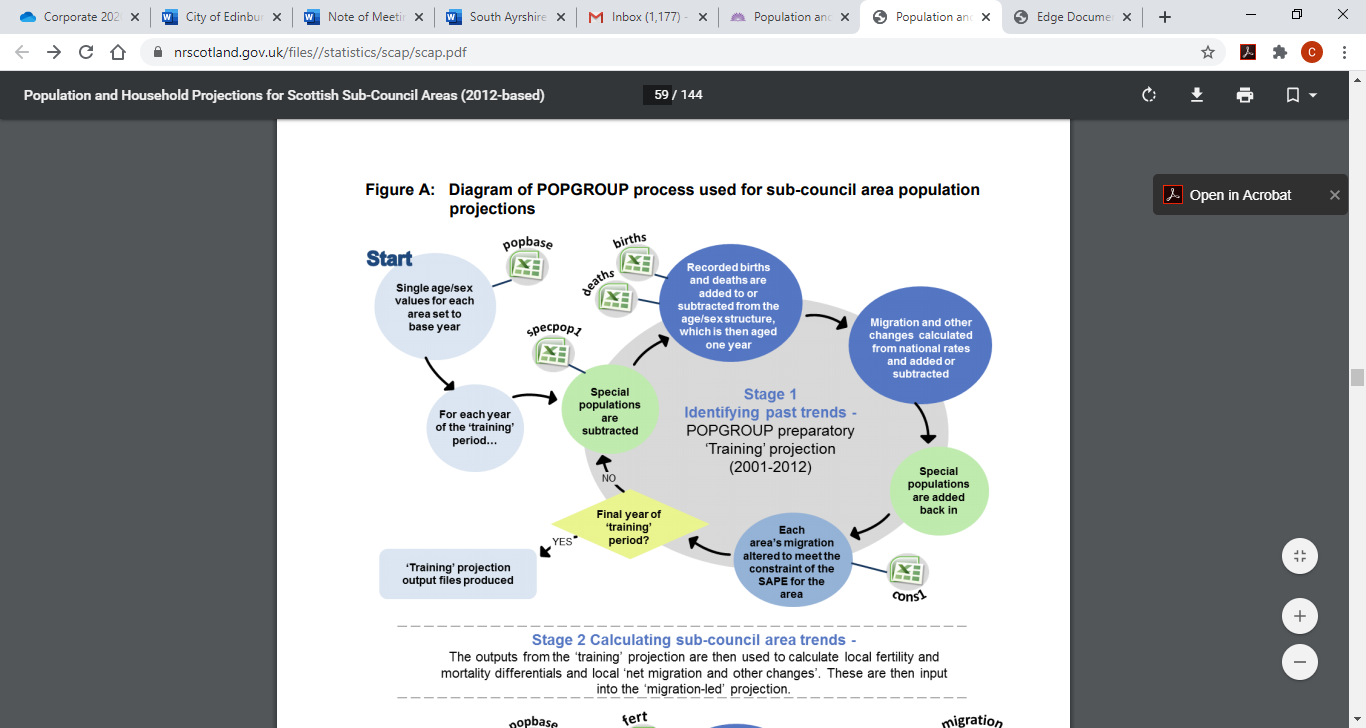 Corporate 202
City of Edinbur
Note of Meetin
South Ayrshire
Inbox (1,177) -
Population and
Population an
Edge Documen
nrscotland.gov.uk/files//statistics/scap/scap.pdf
C
Population and Household Projections for Scottish Sub-Council Areas (2012-based)
59 / 144
Open in Acrobat
Figure A: Diagram of POPGROUP process used for sub-council area population
projections
Start
popbase
Single age/sex
values for each
area set to
base year
For each year
of the 'training'
period...
specpop1
Special
populations
are
subtracted
births
deaths
Recorded births
and deaths are
added to or
subtracted from the
age/sex structure,
which is then aged
one year
Migration and other
changes calculated
from national rates
and added or
subtracted
Stage 1
Identifying past trends -
POPGROUP preparatory
'Training' projection
(2001-2012)
Special
populations
are added
back in
Each
area's migration
altered to meet the
constraint of the
SAPE for the
area
cons1
Final year of
'training'
period?
NO
YES
'Training' projection
output files produced
Stage 2 Calculating sub-council area trends -
The outputs from the 'training' projection are then used to calculate local fertility and
mortality differentials and local 'net migration and other changes'. These are then input
into the 'migration-led' projection.
popbase
fert
migration